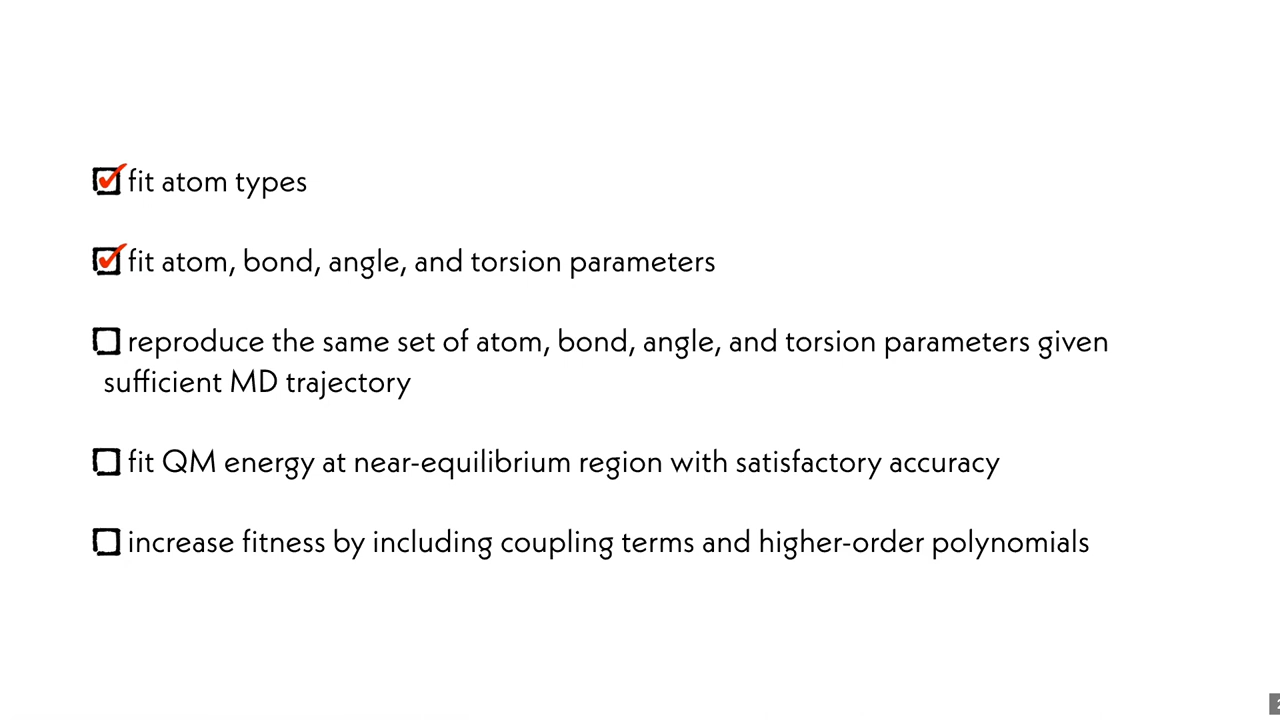 fit atom types
fit atom, bond, angle, and torsion parameters
reproduce the same set of atom, bond, angle, and torsion parameters given
sufficient MD trajectory
fit QM energy at near-equilibrium region with satisfactory accuracy
increase fitness by including coupling terms and higher-order polynomials